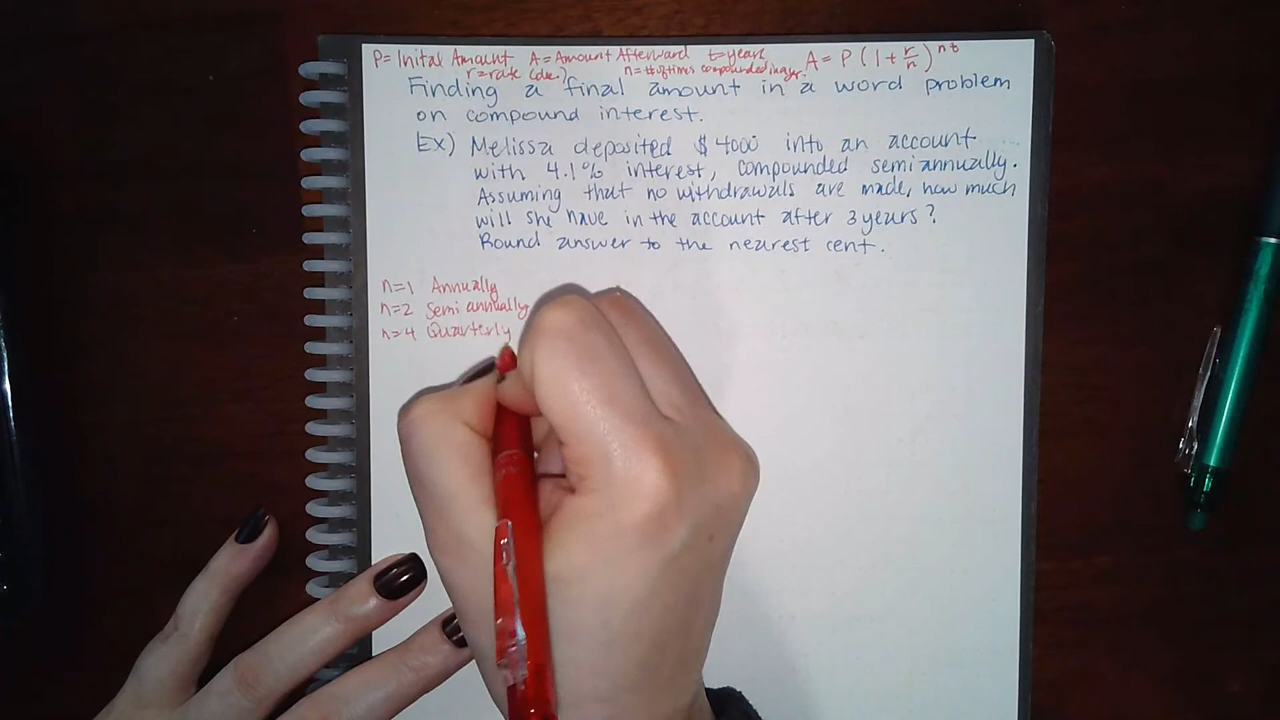 P= Inital Amount A= Amount Afterward t=years A= P(1+r/n)^nt
r=rate (dec.) n=# of times compounded in yr.
Finding a final amount in a word problem
on compound interest.
Ex) Melissa deposited $4000 into an account
with 4.1% interest, compounded semiannually.
Assuming that no withdrawals are made, how much
will she have in the account after 3 years?
Round answer to the nearest cent.
n=1 Annually
n=2 Semiannually
n=4 Quarterly